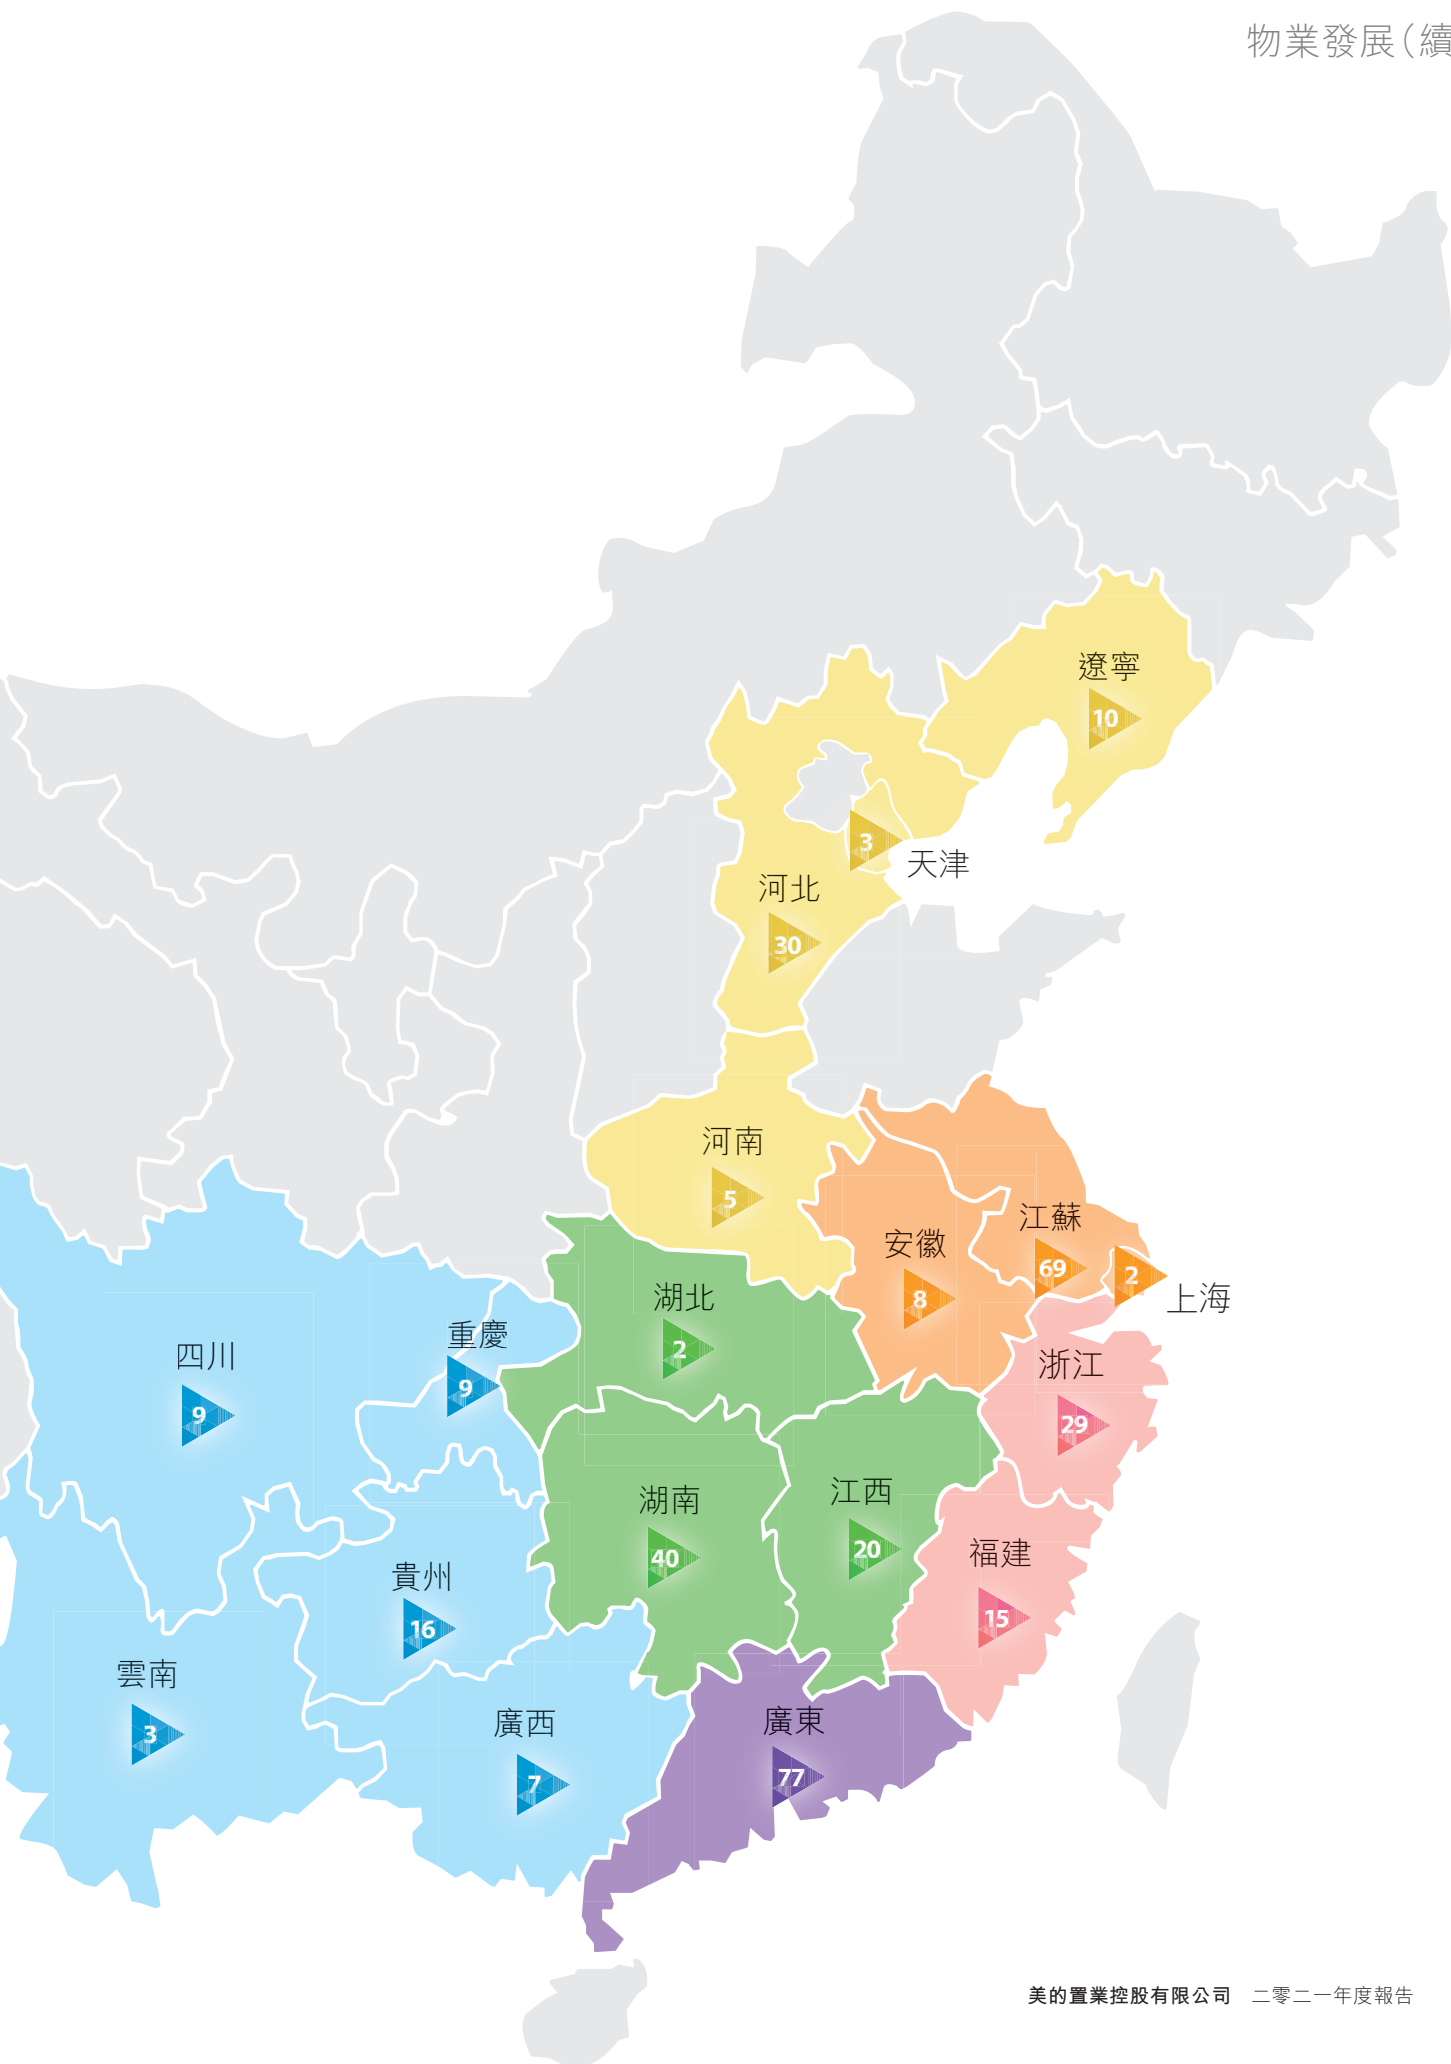 物業發展（續
遼寧
10
3
天津
河北
30
河南
5
江蘇
69
安徽
8
2
上海
湖北
2
重慶
9
四川
9
浙江
29
湖南
40
江西
20
福建
15
貴州
16
雲南
3
廣西
7
廣東
77
美的置業控股有限公司 二零二一年度報告